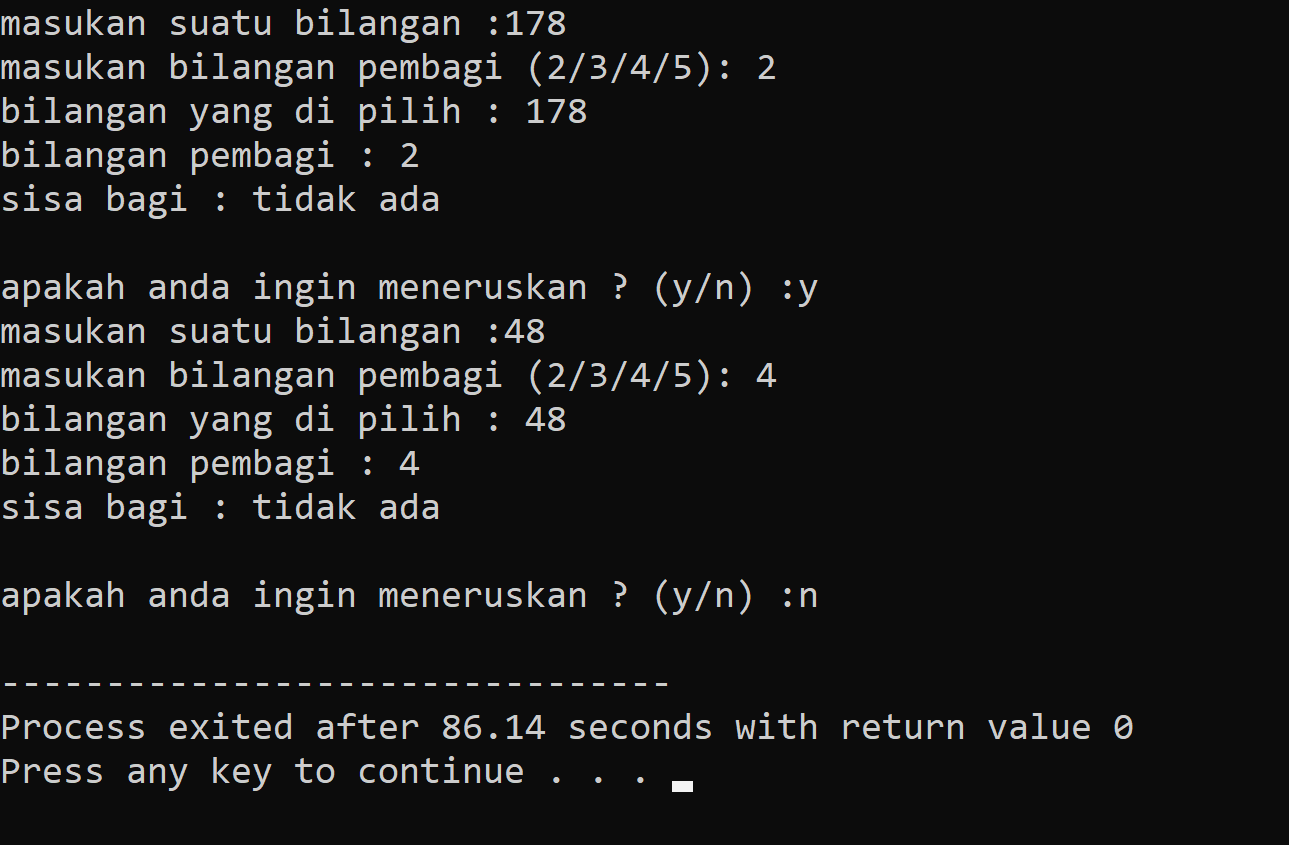 masukan suatu bilangan :178
masukan bilangan pembagi (2/3/4/5): 2
bilangan yang di pilih : 178
bilangan pembagi : 2
sisa bagi : tidak ada
apakah anda ingin meneruskan ? (y/n) :y
masukan suatu bilangan :48
masukan bilangan pembagi (2/3/4/5): 4
bilangan yang di pilih : 48
bilangan pembagi : 4
sisa bagi : tidak ada
apakah anda ingin meneruskan ? (y/n) :n
--------------------------------
Process exited after 86.14 seconds with return value 0
Press any key to continue . . .